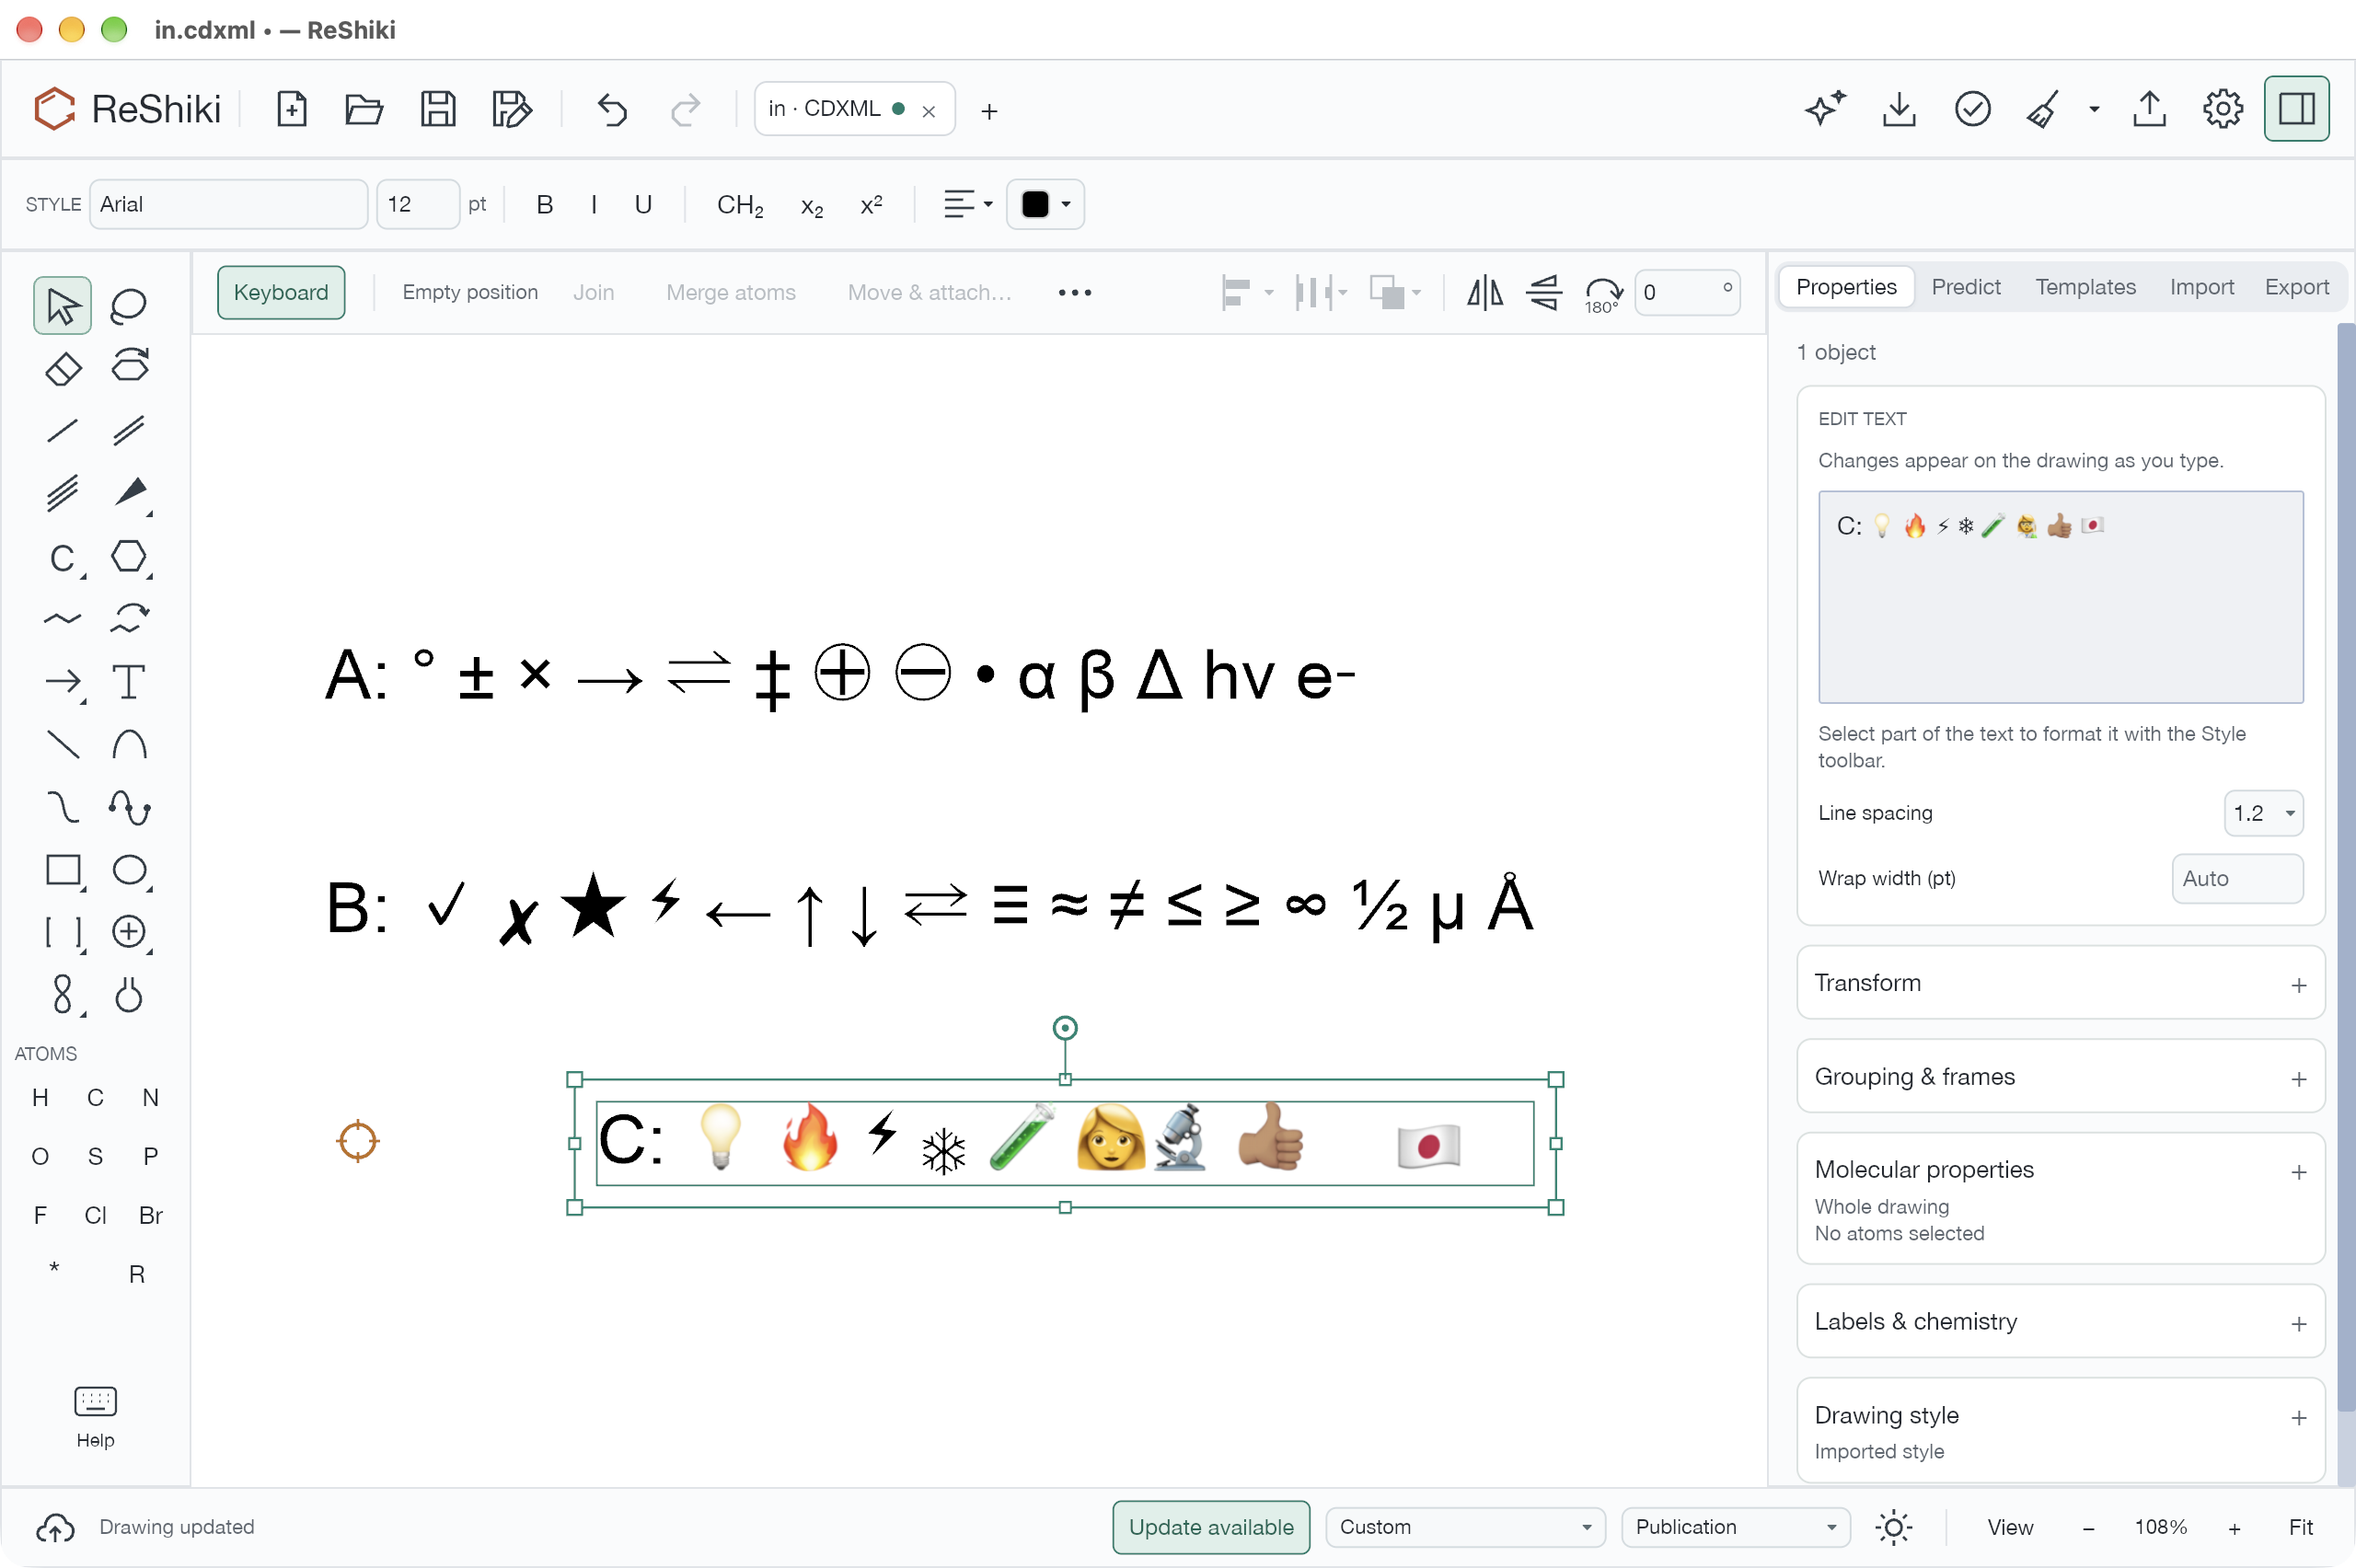 in.cdxml • — ReShiki
ReShiki
in · CDXML ● × +
STYLE Arial 12 pt B I U CH₂ x₂ x²
Keyboard Empty position Join Merge atoms Move & attach... ••• 180° 0 °
Properties Predict Templates Import Export
1 object
EDIT TEXT
Changes appear on the drawing as you type.
C: 💡 🔥 ⚡ ❄ 🧪 👩‍🔬 👍🏽 🇯🇵
Select part of the text to format it with the Style
toolbar.
Line spacing 1.2
Wrap width (pt) Auto
Transform +
Grouping & frames +
Molecular properties +
Whole drawing
No atoms selected
Labels & chemistry +
Drawing style +
Imported style
A: ° ± × → ⇌ ‡ ⊕ ⊖ • α β Δ hν e⁻
B: ✓ ✗ ★ ⚡ ← ↑ ↓ ⇄ ≡ ≈ ≠ ≤ ≥ ∞ ½ µ Å
C: 💡 🔥 ⚡ ❄ 🧪 👩🔬 👍🏽 🇯🇵
C
T
[ ]
ATOMS
H C N
O S P
F Cl Br
* R
Help
Drawing updated
Update available Custom Publication View − 108% + Fit